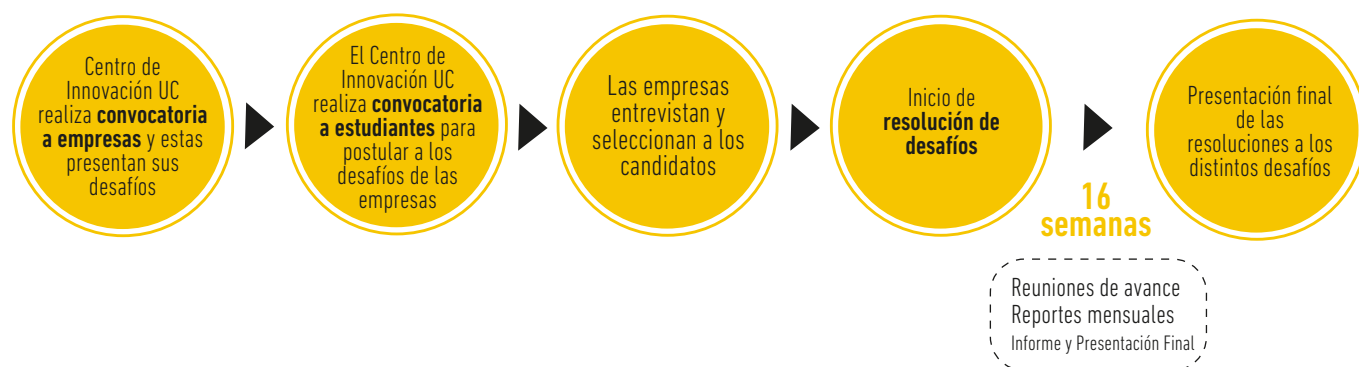 Centro de
Innovación UC
realiza convocatoria
a empresas y estas
presentan sus
desafíos
El Centro de
Innovación UC
realiza convocatoria
a estudiantes para
postular a los
desafíos de las
empresas
Las empresas
entrevistan y
seleccionan a los
candidatos
Inicio de
resolución de
desafíos
16
semanas
Reuniones de avance
Reportes mensuales
Informe y Presentación Final
Presentación final
de las
resoluciones a los
distintos desafíos